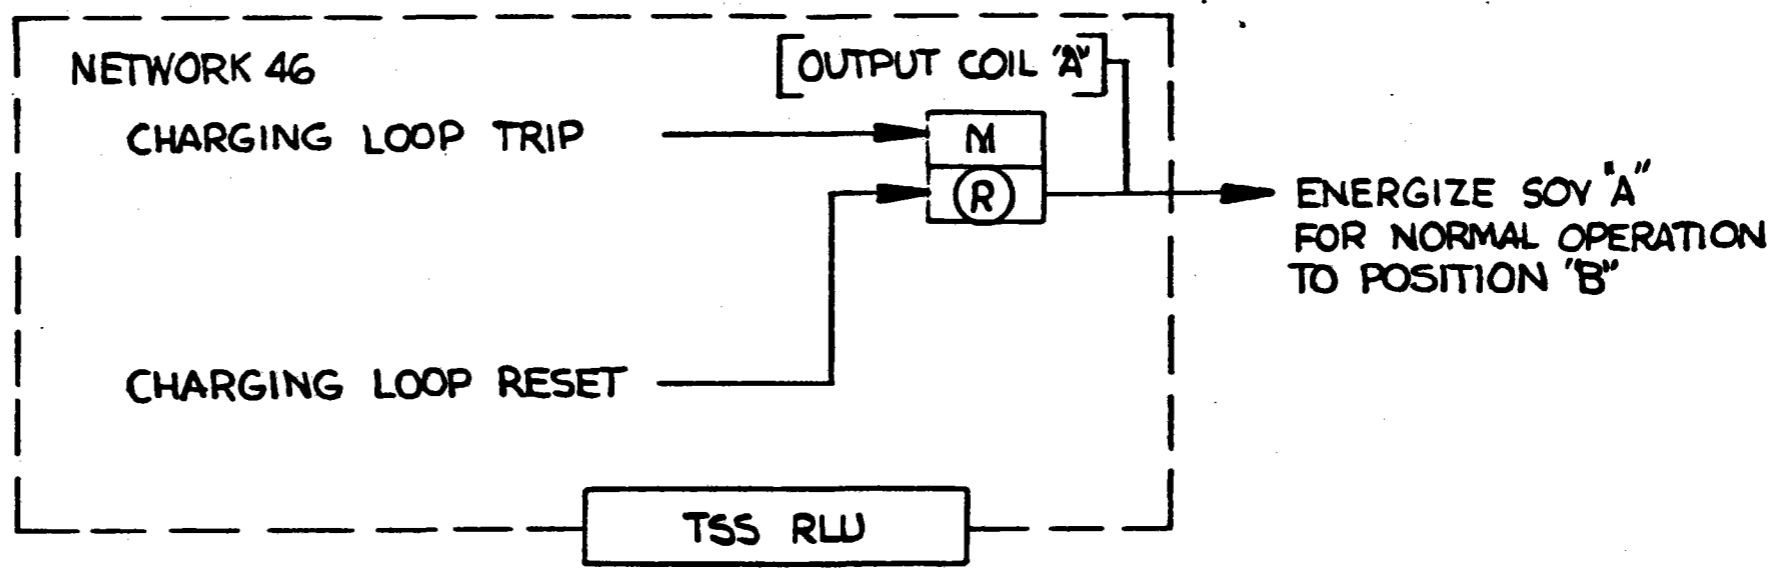 NETWORK 46
[OUTPUT COIL "A"]
CHARGING LOOP TRIP
M
R
ENERGIZE SOV "A"
FOR NORMAL OPERATION
TO POSITION "B"
CHARGING LOOP RESET
TSS RLU